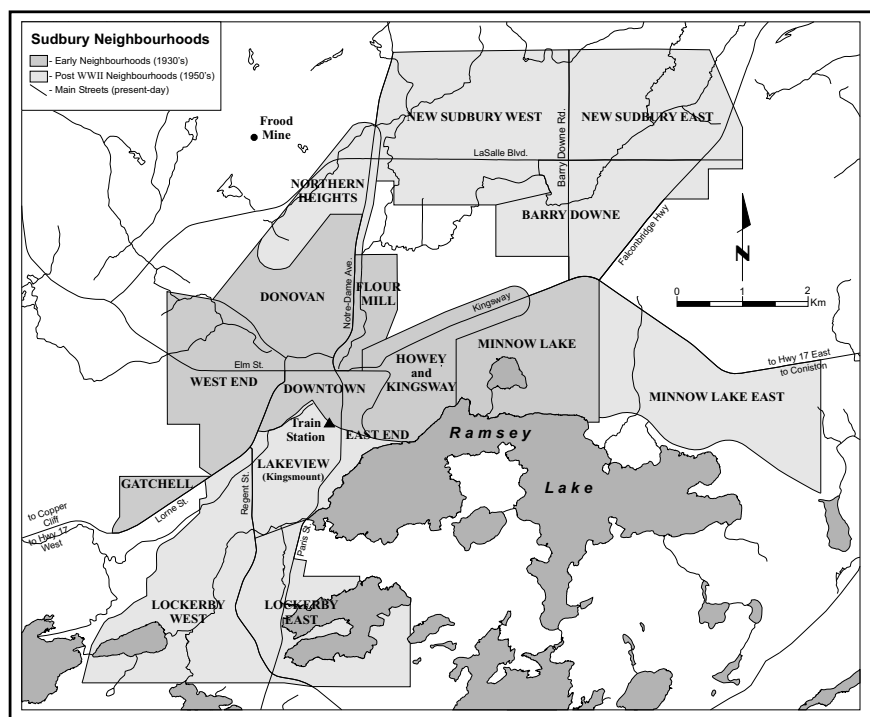 Sudbury Neighbourhoods
- Early Neighbourhoods (1930's)
- Post WWII Neighbourhoods (1950's)
- Main Streets (present-day)
Frood
Mine
NEW SUDBURY WEST
NEW SUDBURY EAST
Barry Downe Rd.
LaSalle Blvd.
NORTHERN
HEIGHTS
BARRY DOWNE
Falconbridge Hwy
N
0 1 2
Km
DONOVAN
Notre-Dame Ave.
FLOUR
MILL
Kingsway
Elm St.
WEST END
DOWNTOWN
HOWEY
and
KINGSWAY
MINNOW LAKE
to Hwy 17 East
to Coniston
MINNOW LAKE EAST
Train
Station
EAST END
Ramsey
Lake
LAKEVIEW
(Kingsmount)
GATCHELL
Lorne St.
Regent St.
to Copper
Cliff
to Hwy 17
West
Paris St.
LOCKERBY
WEST
LOCKERBY
EAST